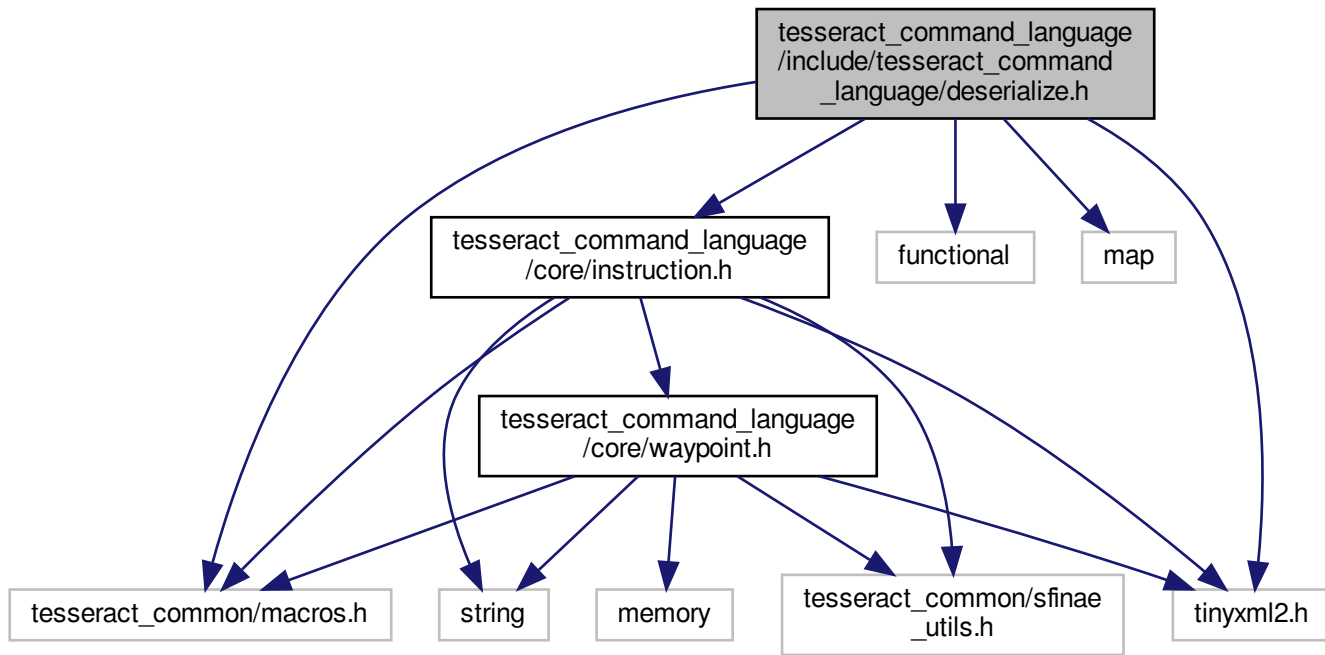 tesseract_command_language
/include/tesseract_command
_language/deserialize.h
tesseract_command_language
/core/instruction.h
functional
map
tesseract_command_language
/core/waypoint.h
tesseract_common/macros.h
string
memory
tesseract_common/sfinae
_utils.h
tinyxml2.h